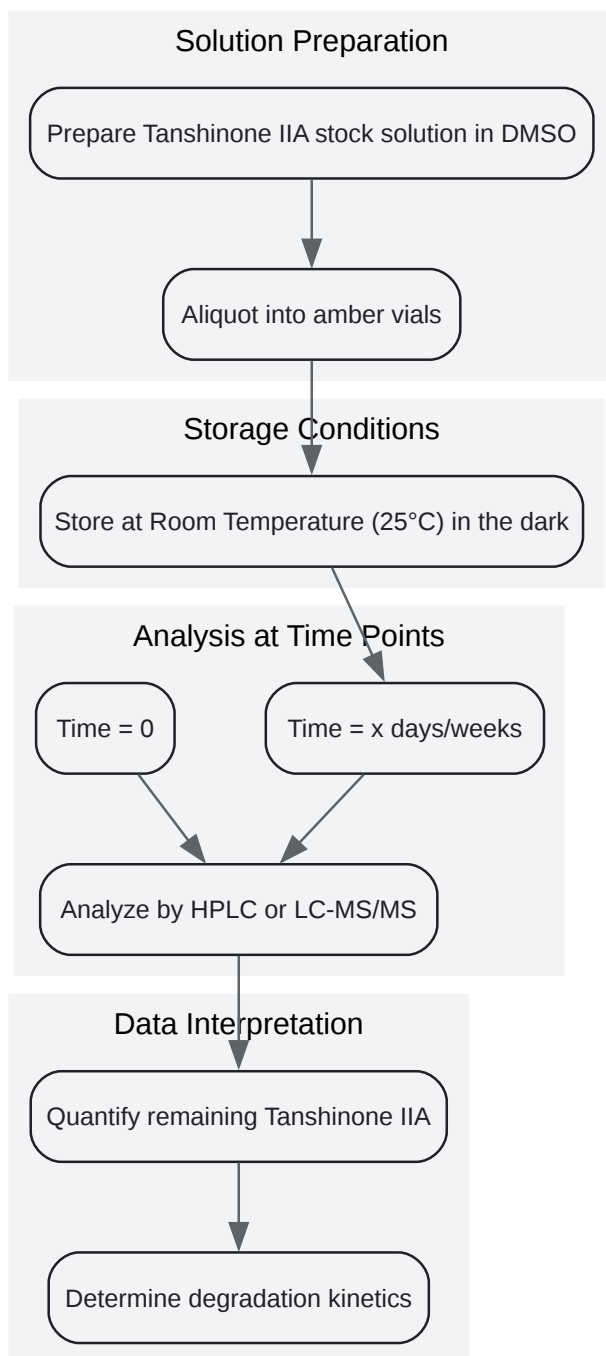 Solution Preparation
Prepare Tanshinone IIA stock solution in DMSO
Aliquot into amber vials
Storage Conditions
Store at Room Temperature (25°C) in the dark
Analysis at Time Points
Time = 0
Time = x days/weeks
Analyze by HPLC or LC-MS/MS
Data Interpretation
Quantify remaining Tanshinone IIA
Determine degradation kinetics